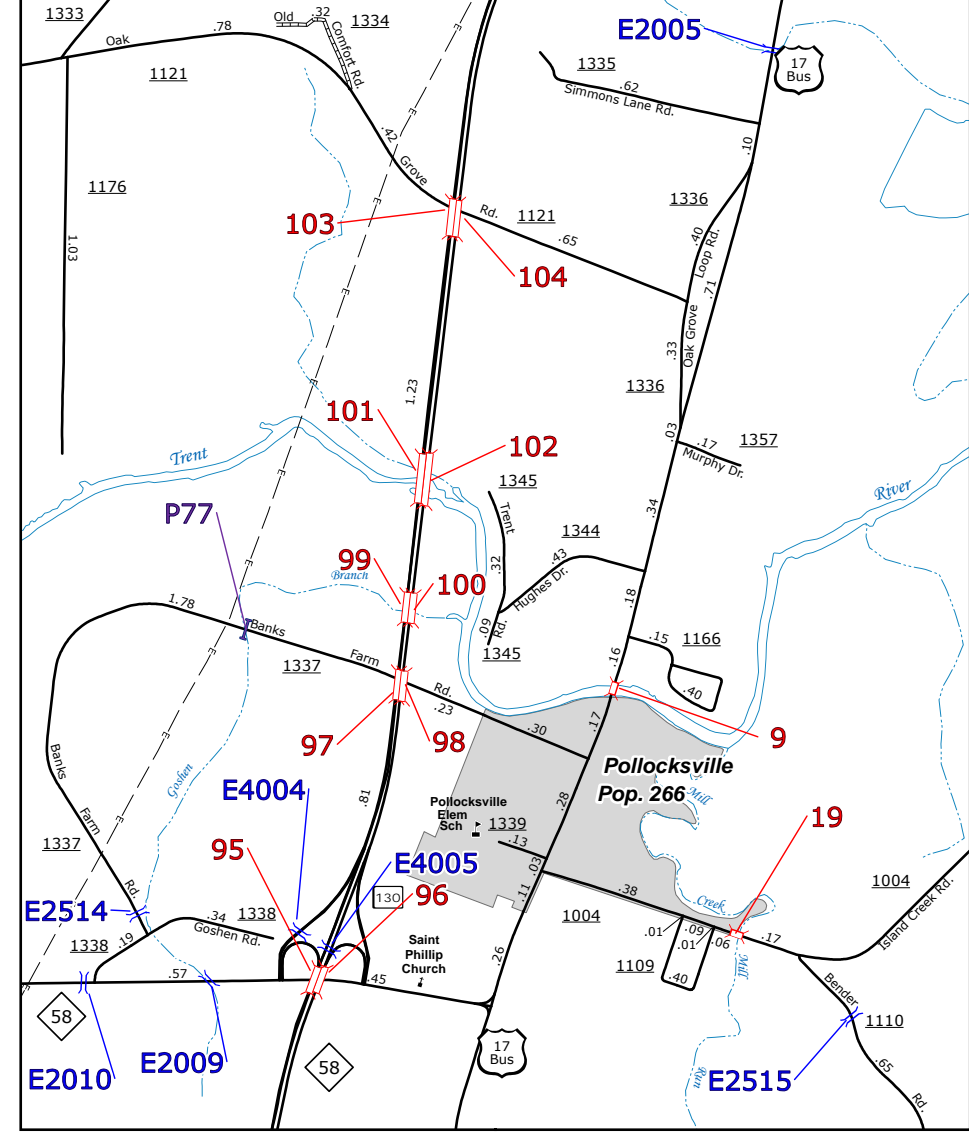 1333
Old
.32
1334
E2005
Oak
.78
Comfort Rd.
17
Bus
1121
1335
.62
Simmons Lane Rd.
.42
Grove
.10
1176
1336
103
Rd.
1121
.40
Loop Rd.
1.03
.65
104
.71
Oak Grove
.33
E
E
E
E
E
E
E
E
1.23
1336
101
.03
.17
1357
Murphy Dr.
Trent
102
1345
River
P77
Trent
.34
1344
.43
99
Branch
100
.32
Hughes Dr.
1.78
.18
Banks
.09
Rd.
.15
1166
1337
Farm
1345
.16
.40
Rd.
.23
.30
.17
97
98
9
Banks
Goshen
Pollocksville
Pop. 266
E4004
.81
Pollocksville
Elem
Sch
1339
.28
Mill
Farm
1337
.13
19
95
E4005
.03
Rd.
96
130
.11
.38
Creek
1004
E2514
.34
1338
Goshen Rd.
1004
.01
.09
.01
.06
.17
Island Creek Rd.
1338
.19
Saint
Phillip
Church
.26
1109
.40
Mill
.57
.45
Bender
58
1110
17
Bus
E2009
58
E2010
Run
E2515
.65
Rd.